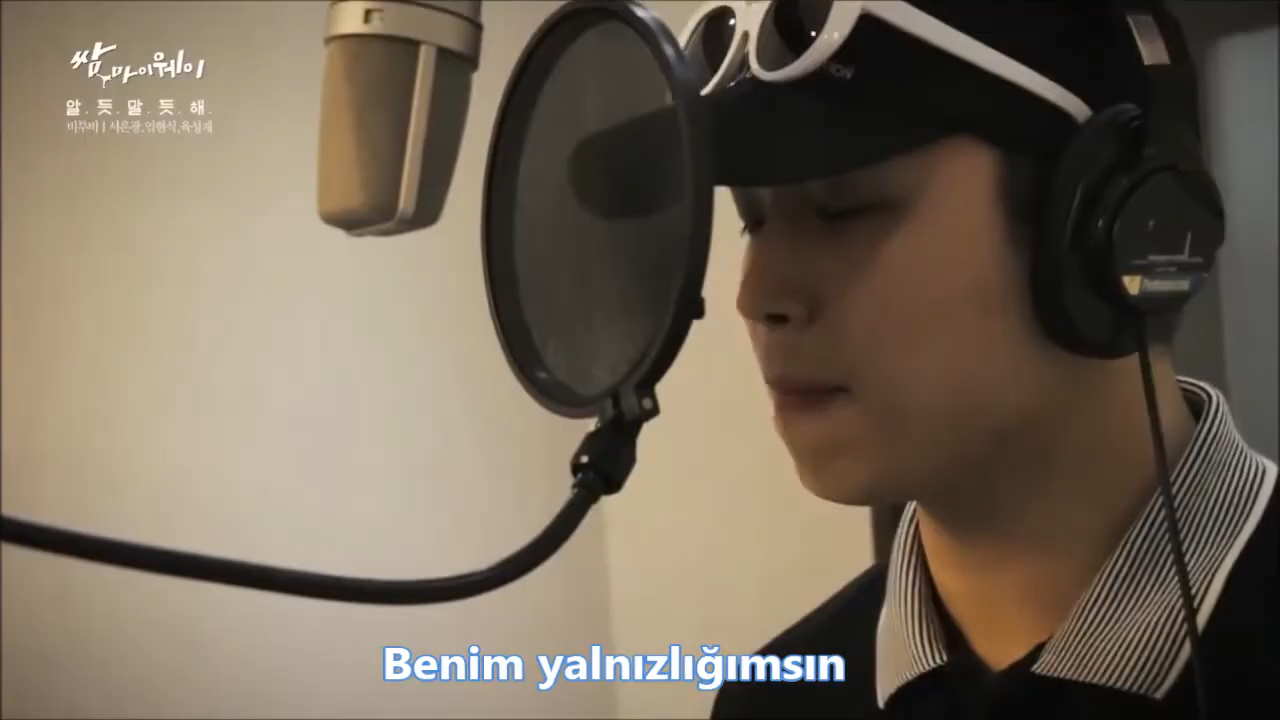 쌈 마이웨이
알.듯.말.듯.해.
비투비 | 서은광,임현식,육성재
Benim yalnızlığımsın